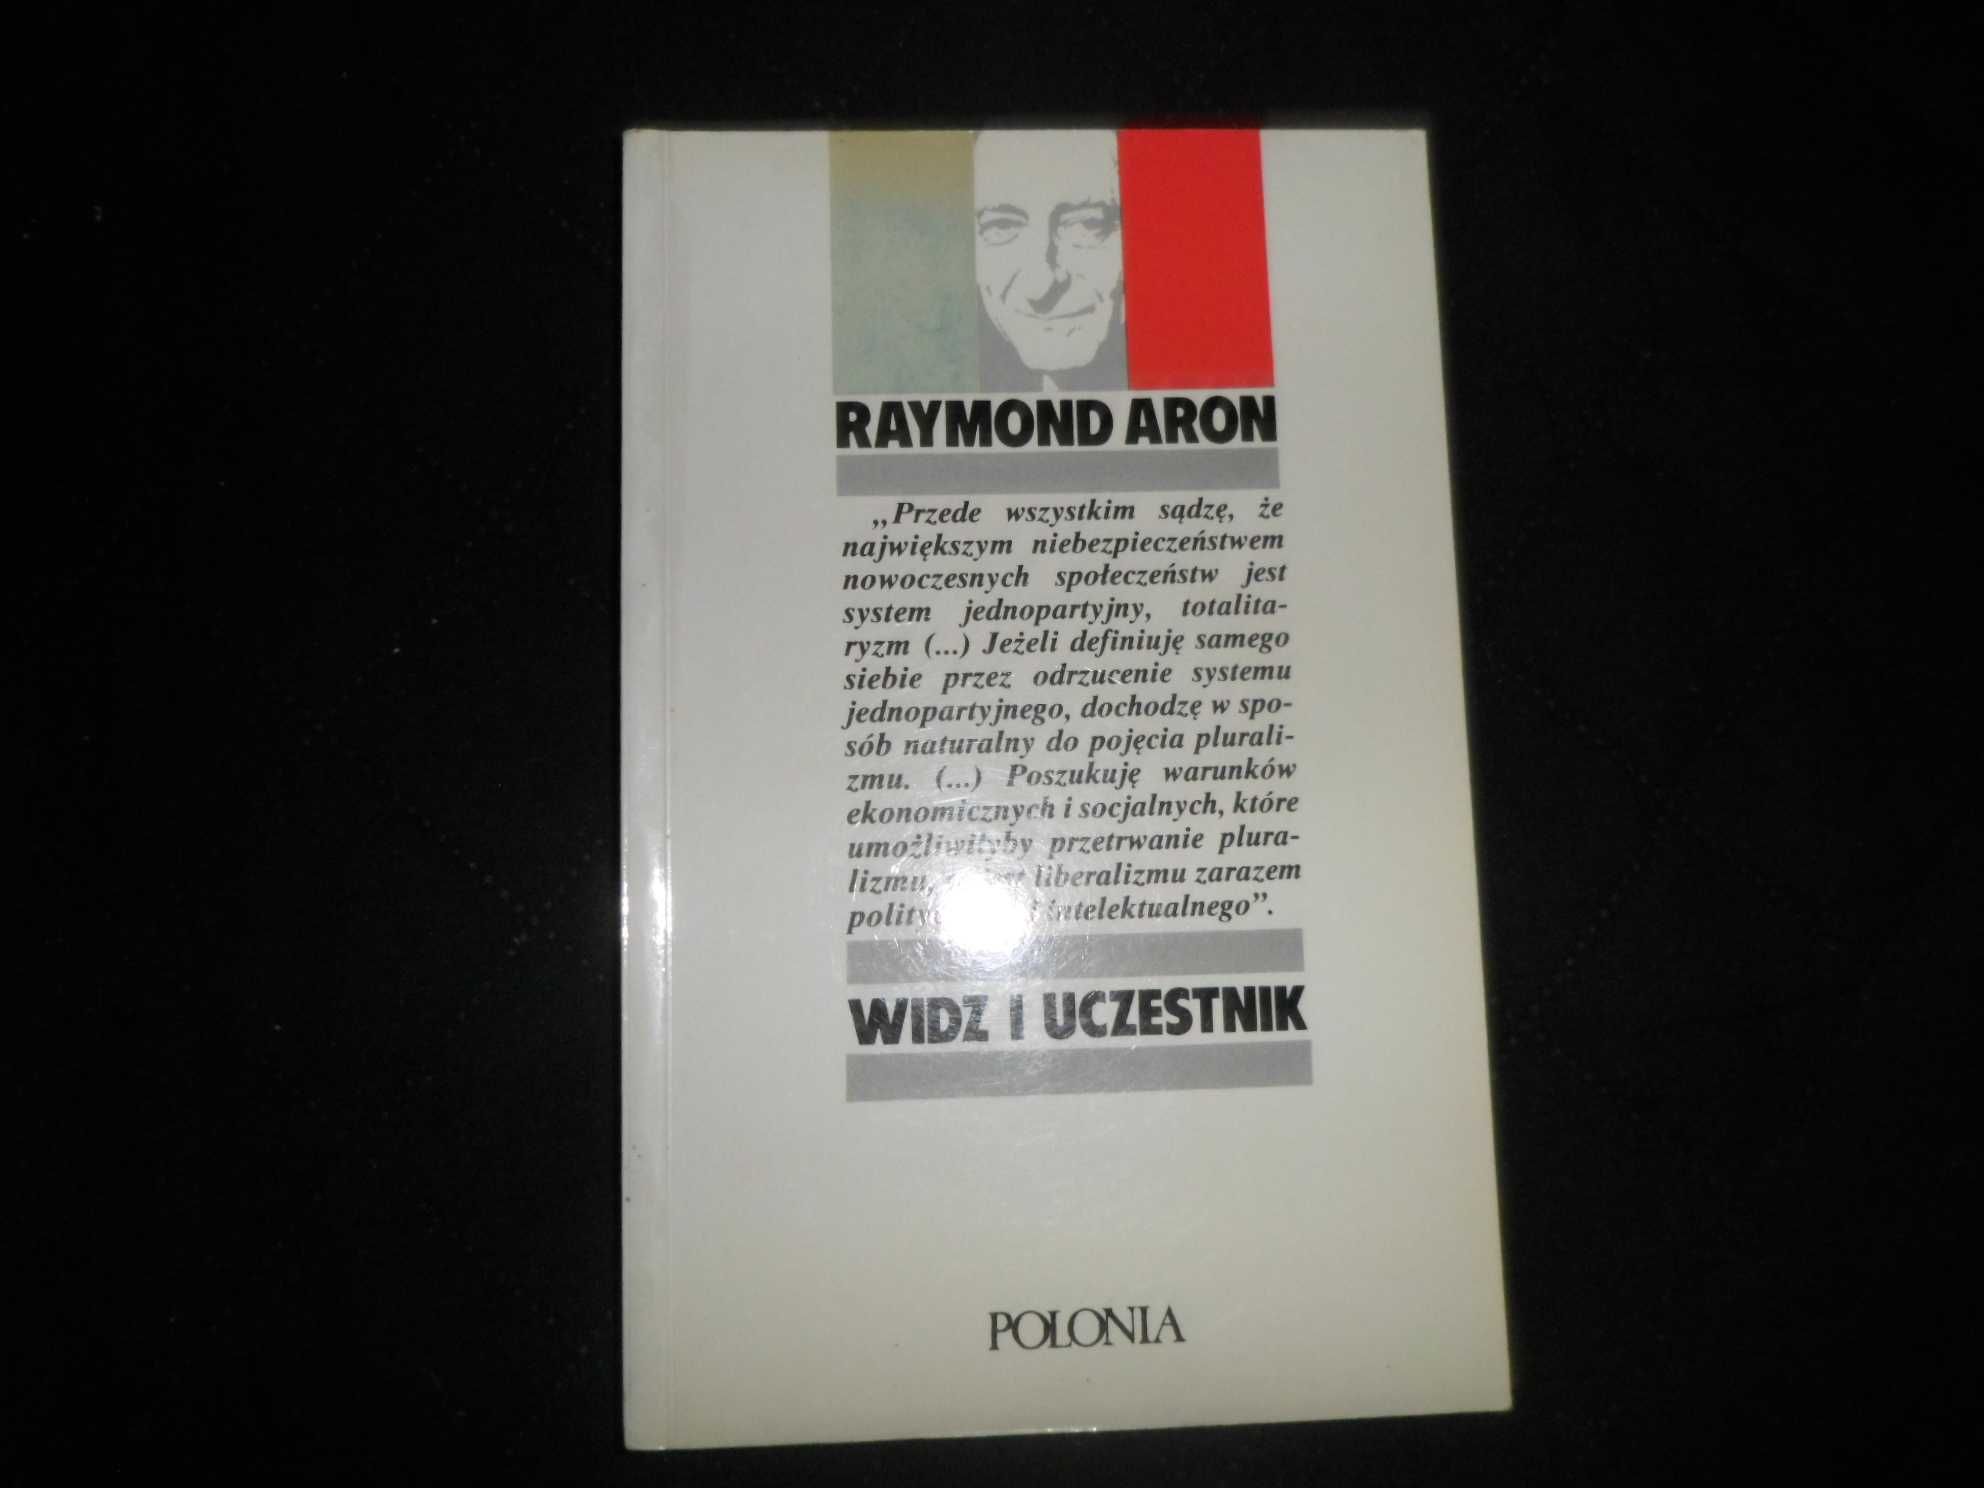 RAYMOND ARON
„Przede wszystkim sądzę, że
największym niebezpieczeństwem
nowoczesnych społeczeństw jest
system jednopartyjny, totalita-
ryzm (...) Jeżeli definiuję samego
siebie przez odrzucenie systemu
jednopartyjnego, dochodzę w spo-
sób naturalny do pojęcia plurali-
zmu. (...) Poszukuję warunków
ekonomicznych i socjalnych, które
umożliwiłyby przetrwanie plura-
lizmu, liberalizmu zarazem
intelektualnego”.
WIDZ I UCZESTNIK
POLONIA